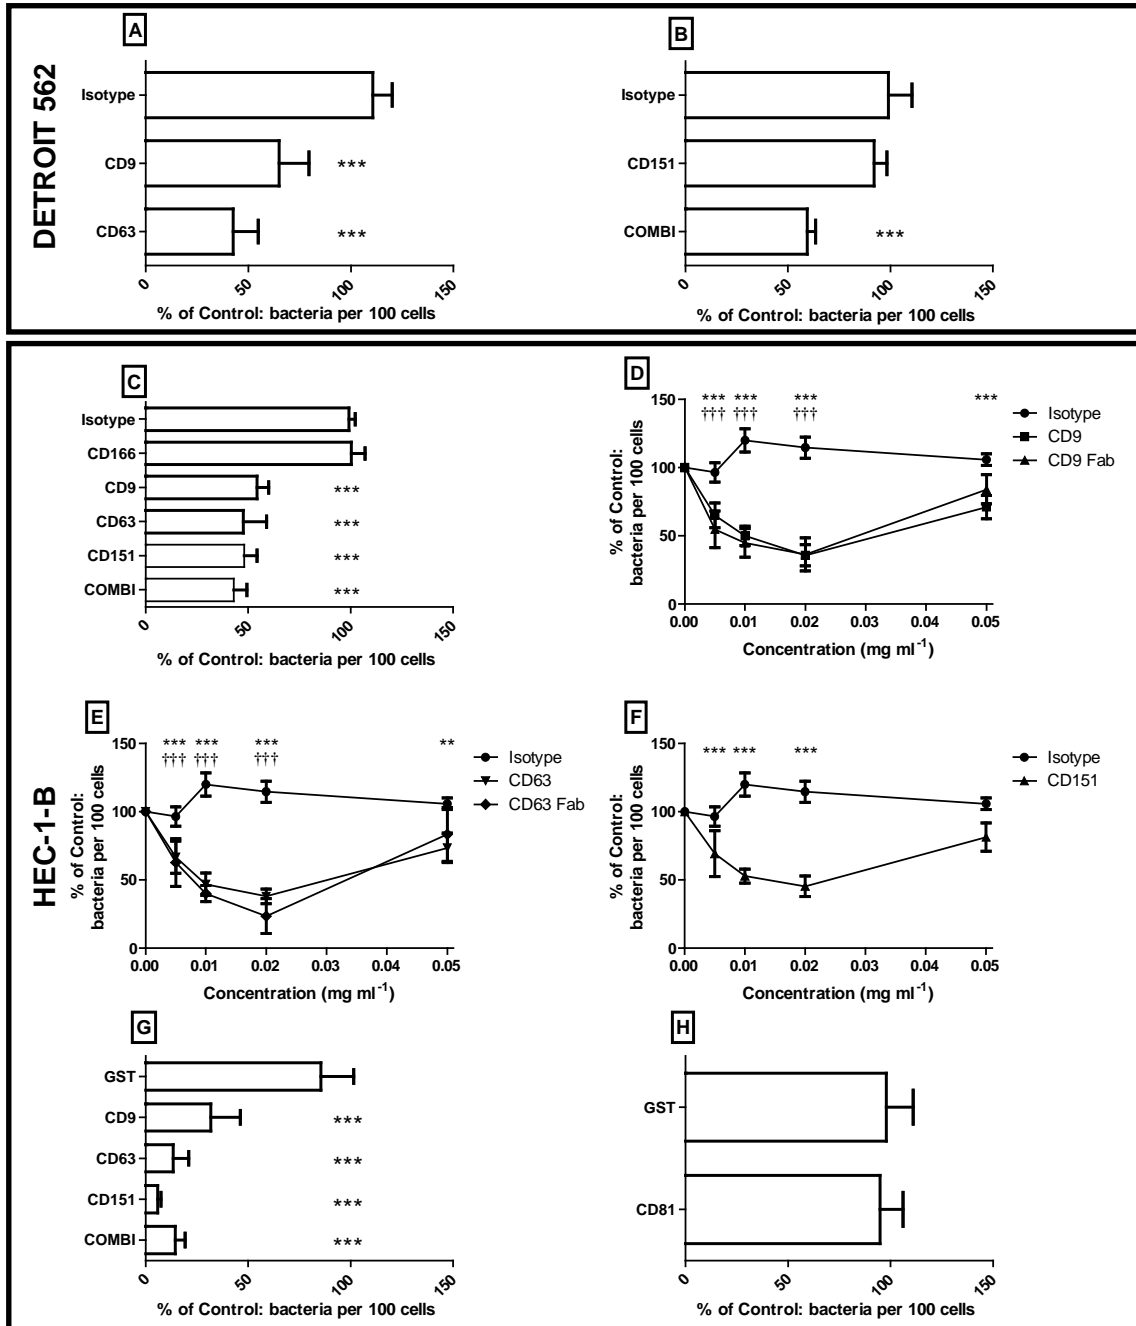 DETROIT 562
A
Isotype
CD9
***
CD63
***
0 50 100 150
% of Control: bacteria per 100 cells
B
Isotype
CD151
COMBI
***
0 50 100 150
% of Control: bacteria per 100 cells
HEC-1-B
C
Isotype
CD166
CD9
***
CD63
***
CD151
***
COMBI
***
0 50 100 150
% of Control: bacteria per 100 cells
D
*** *** *** ***
††† ††† †††
150
100
50
0
% of Control:
bacteria per 100 cells
0.00 0.01 0.02 0.03 0.04 0.05
Concentration (mg ml-1)
Isotype
CD9
CD9 Fab
E
*** *** *** **
††† ††† †††
150
100
50
0
% of Control:
bacteria per 100 cells
0.00 0.01 0.02 0.03 0.04 0.05
Concentration (mg ml-1)
Isotype
CD63
CD63 Fab
F
*** *** ***
150
100
50
0
% of Control:
bacteria per 100 cells
0.00 0.01 0.02 0.03 0.04 0.05
Concentration (mg ml-1)
Isotype
CD151
G
GST
CD9
***
CD63
***
CD151
***
COMBI
***
0 50 100 150
% of Control: bacteria per 100 cells
H
GST
CD81
0 50 100 150
% of Control: bacteria per 100 cells